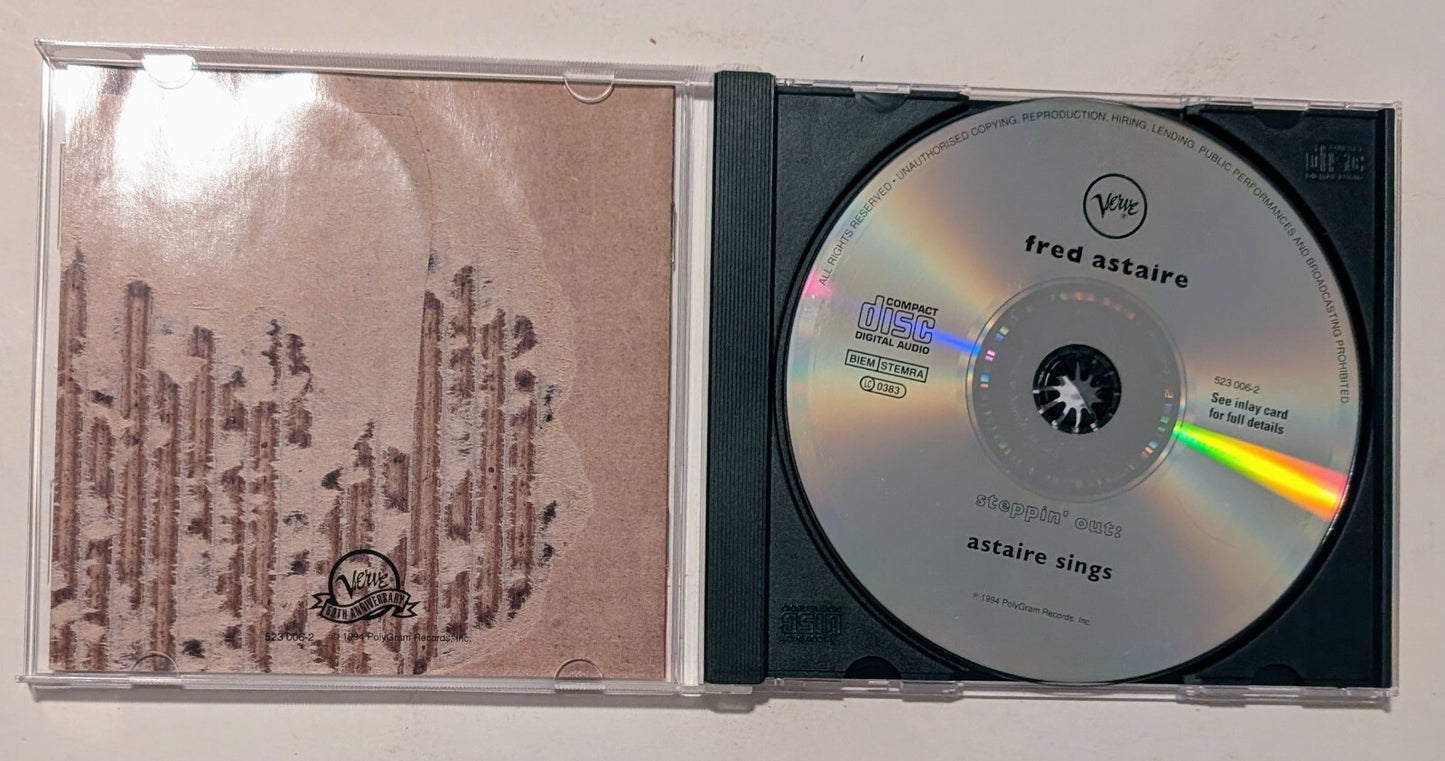 Verve
50TH ANNIVERSARY
523 006-2 ℗ 1994 PolyGram Records, Inc.
ALL RIGHTS RESERVED • UNAUTHORISED COPYING, REPRODUCTION, HIRING, LENDING, PUBLIC PERFORMANCES AND BROADCASTING PROHIBITED.
Verve
fred astaire
COMPACT
disc
DIGITAL AUDIO
BIEM STEMRA
LC 0383
523 006-2
See inlay card
for full details
steppin' out:
astaire sings
℗ 1994 PolyGram Records, Inc.